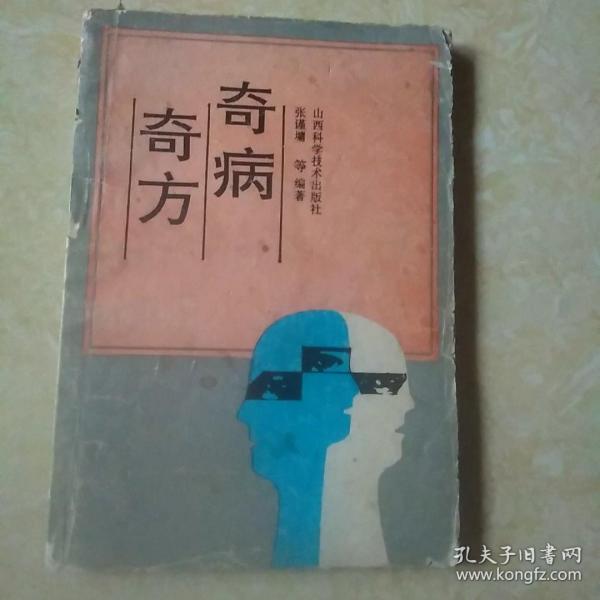 奇病
奇方
山西科学技术出版社
张谨墉 等 编著
孔夫子旧书网
www.kongfz.com